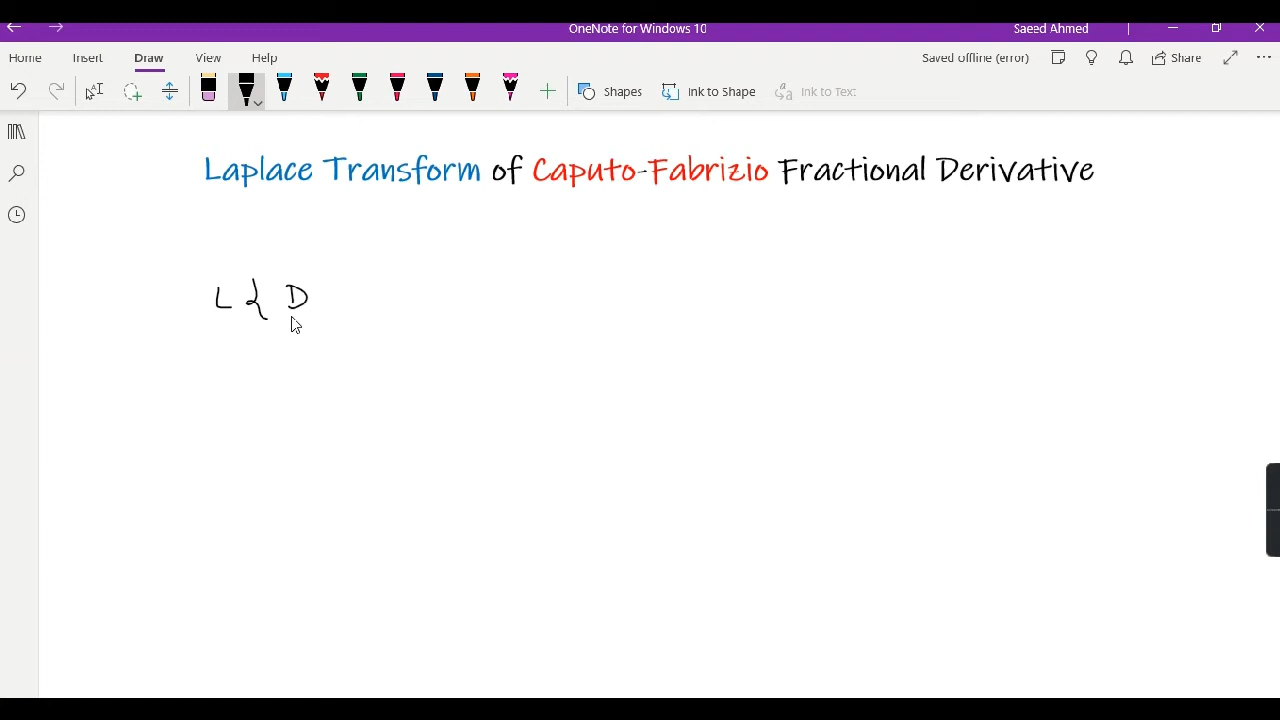 OneNote for Windows 10
Saeed Ahmed
Home Insert Draw View Help
Saved offline (error)
Share
Shapes
Ink to Shape
Ink to Text
Laplace Transform of Caputo-Fabrizio Fractional Derivative
L { D